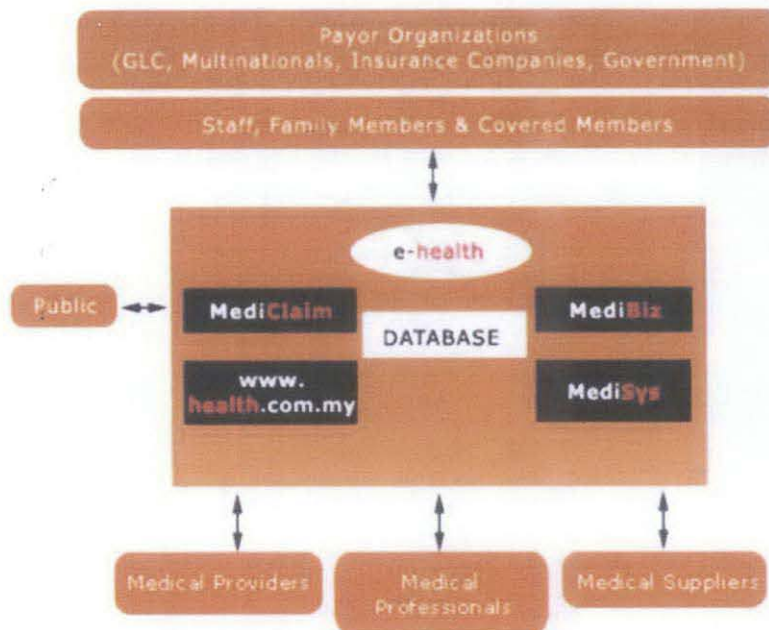 Payor Organizations
(GLC, Multinationals, Insurance Companies, Government)
Staff, Family Members & Covered Members
e-health
Public
MediClaim
DATABASE
MediBiz
www.
health.com.my
MediSys
Medical Providers
Medical
Professionals
Medical Suppliers